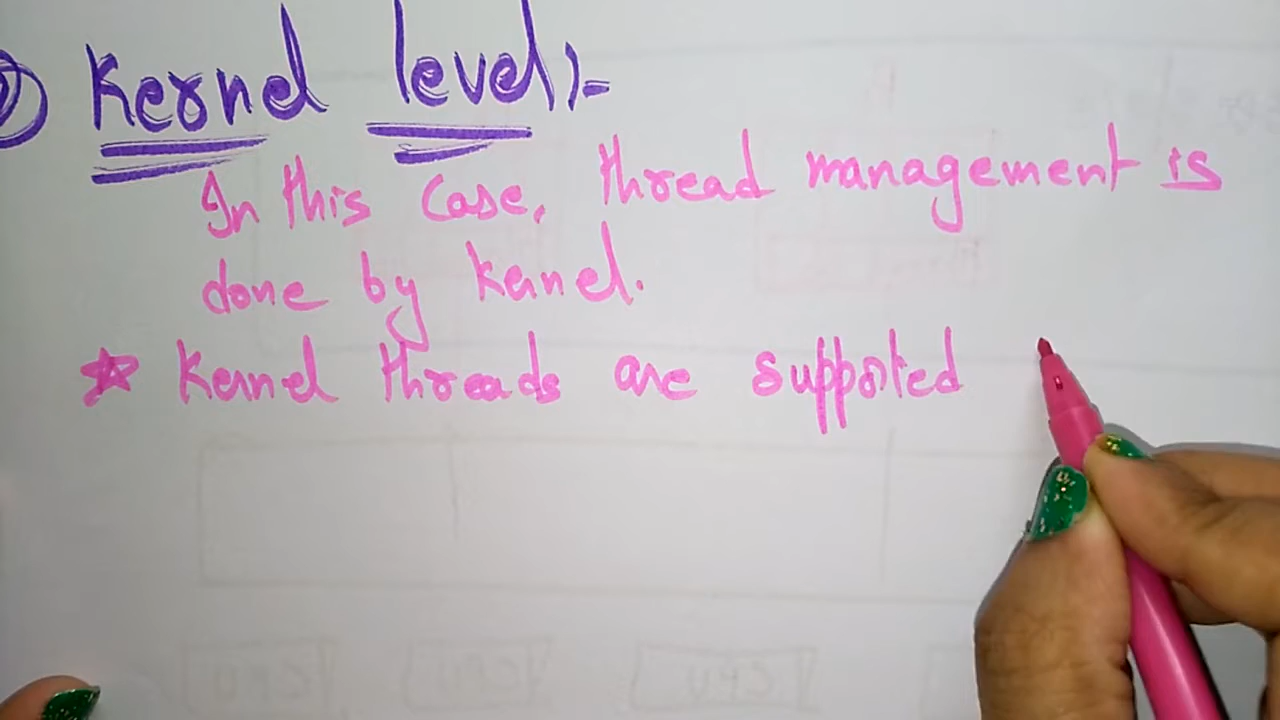 Kernel level:-
In this case, thread management is
done by kernel.
* Kernel threads are supported